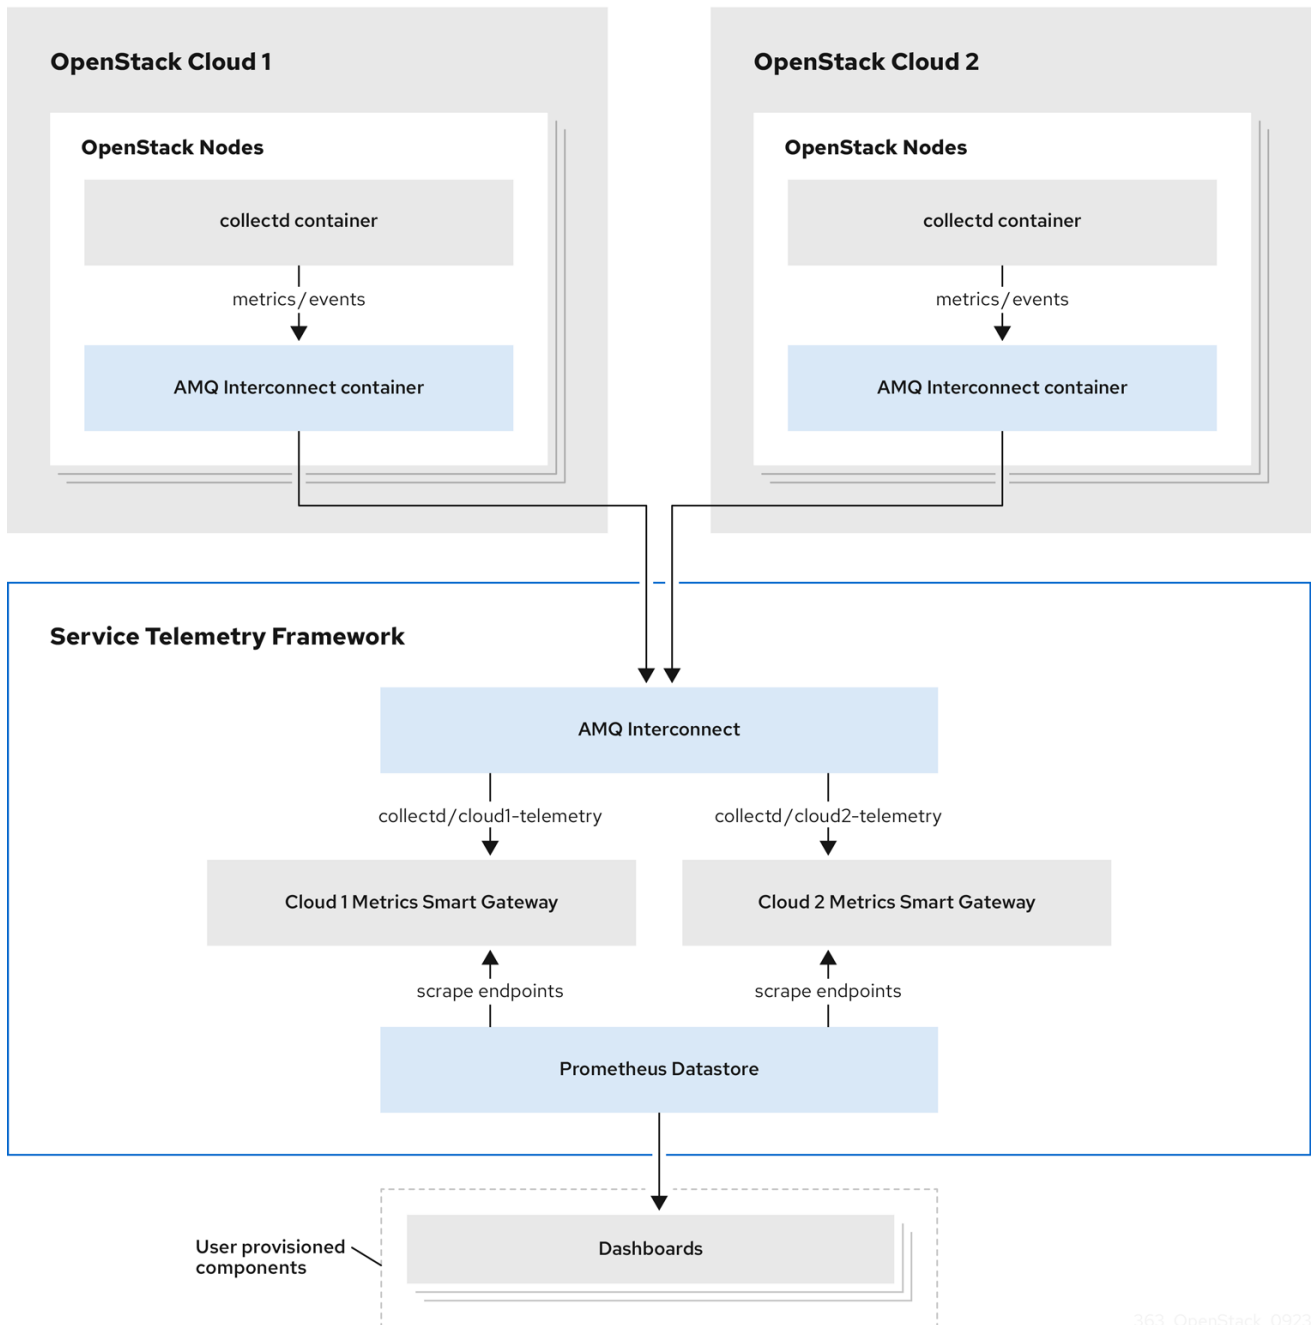 OpenStack Cloud 1
OpenStack Cloud 2
OpenStack Nodes
OpenStack Nodes
collectd container
collectd container
metrics/events
metrics/events
AMQ Interconnect container
AMQ Interconnect container
Service Telemetry Framework
AMQ Interconnect
collectd/cloud1-telemetry
collectd/cloud2-telemetry
Cloud 1 Metrics Smart Gateway
Cloud 2 Metrics Smart Gateway
scrape endpoints
scrape endpoints
Prometheus Datastore
User provisioned
components
Dashboards
363_OpenStack_0923